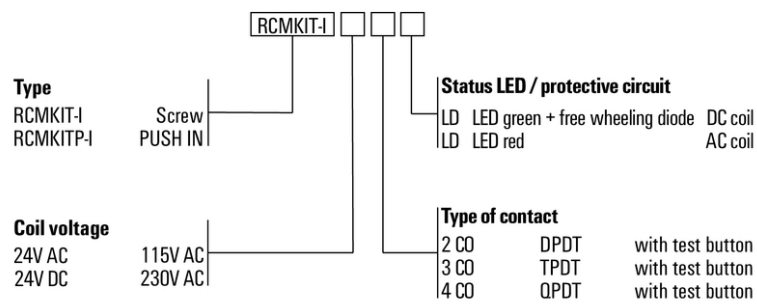 RCMKIT-I
Type
RCMKIT-I Screw
RCMKITP-I PUSH IN
Status LED / protective circuit
LD LED green + free wheeling diode DC coil
LD LED red AC coil
Coil voltage
24V AC 115V AC
24V DC 230V AC
Type of contact
2 CO DPDT with test button
3 CO TPDT with test button
4 CO QPDT with test button